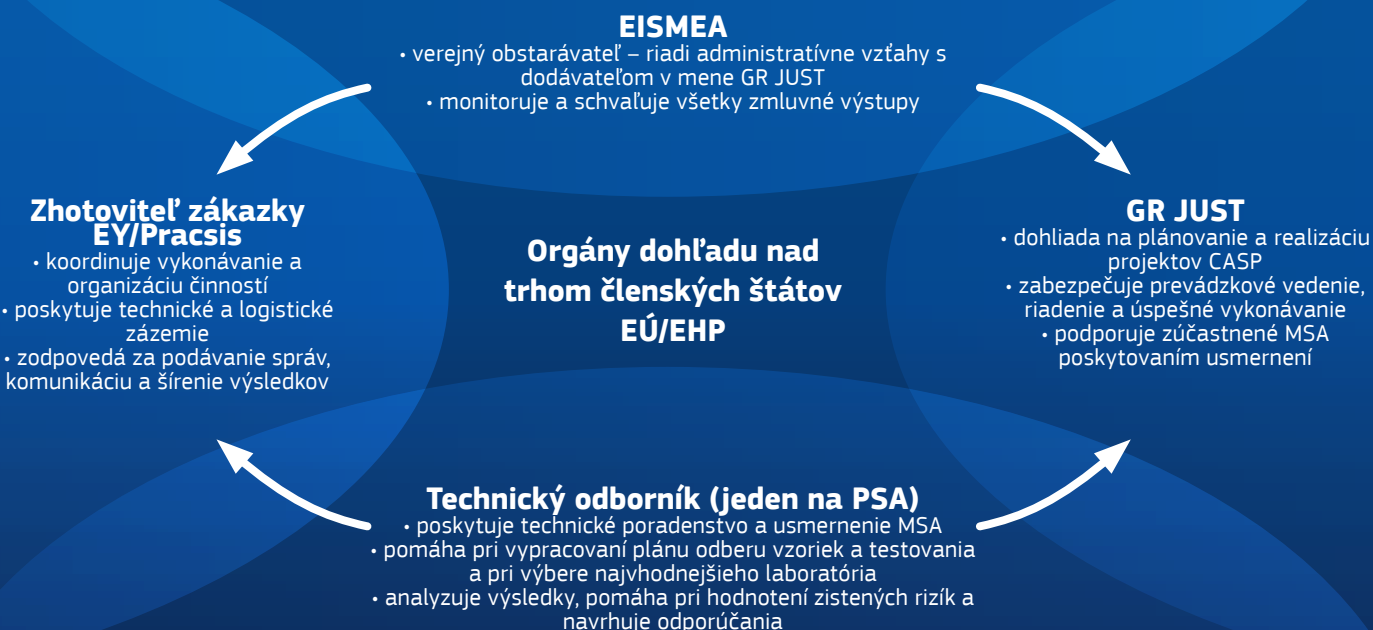 EISMEA
• verejný obstarávateľ – riadi administratívne vzťahy s
dodávateľom v mene GR JUST
• monitoruje a schvaľuje všetky zmluvné výstupy
Zhotoviteľ zákazky
EY/Pracsis
• koordinuje vykonávanie a
organizáciu činností
• poskytuje technické a logistické
zázemie
• zodpovedá za podávanie správ,
komunikáciu a šírenie výsledkov
Orgány dohľadu nad
trhom členských štátov
EÚ/EHP
GR JUST
• dohliada na plánovanie a realizáciu
projektov CASP
• zabezpečuje prevádzkové vedenie,
riadenie a úspešné vykonávanie
• podporuje zúčastnené MSA
poskytovaním usmernení
Technický odborník (jeden na PSA)
• poskytuje technické poradenstvo a usmernenie MSA
• pomáha pri vypracovaní plánu odberu vzoriek a testovania
a pri výbere najvhodnejšieho laboratória
• analyzuje výsledky, pomáha pri hodnotení zistených rizík a
navrhuje odporúčania